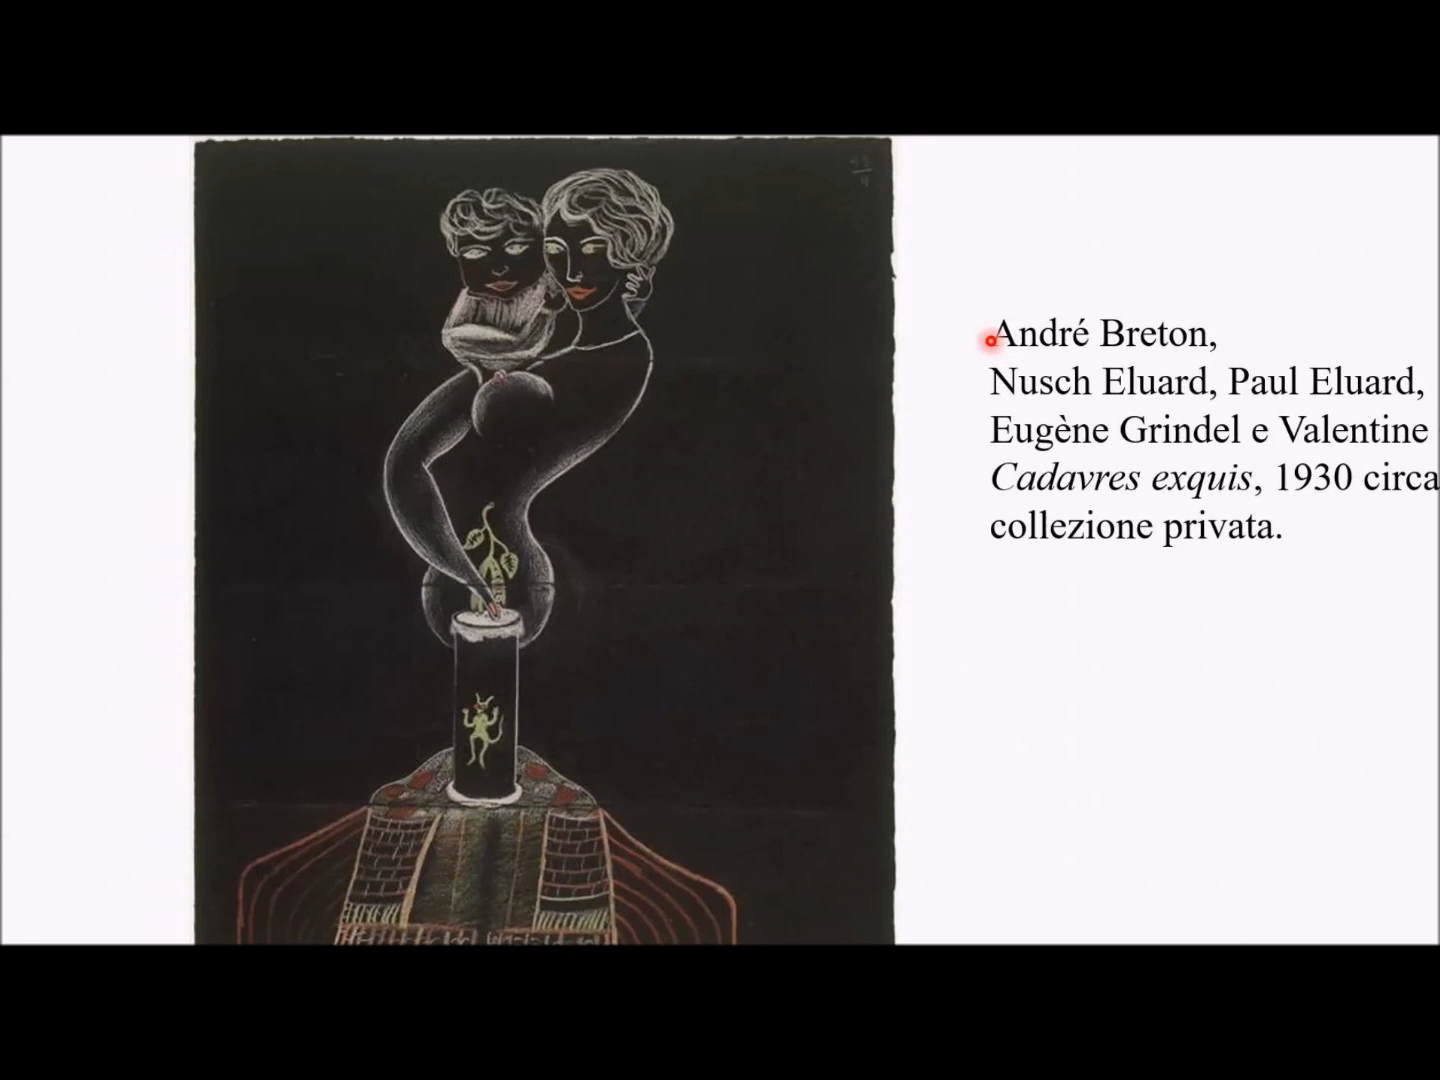 André Breton,
Nusch Eluard, Paul Eluard,
Eugène Grindel e Valentine
Cadavres exquis, 1930 circa
collezione privata.